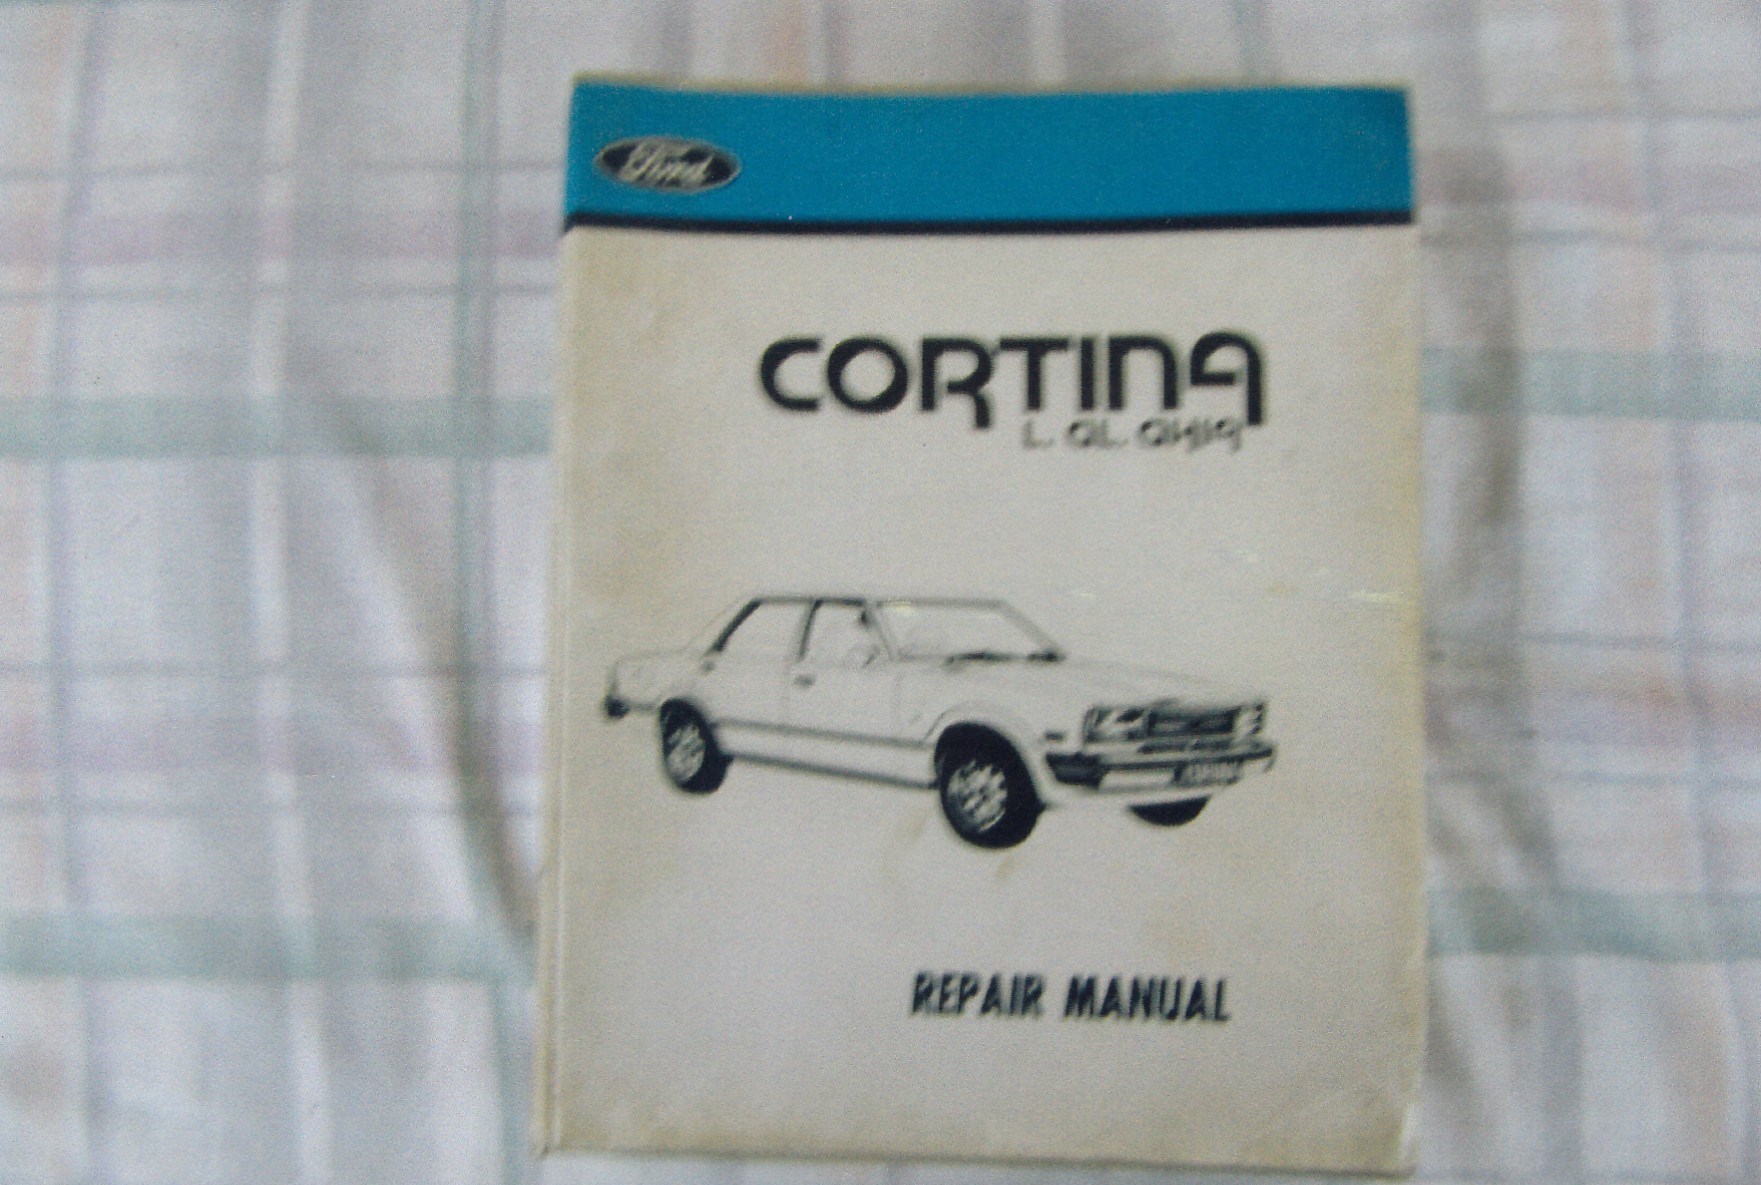 Ford
CORTINA
L. GL. GHIA
REPAIR MANUAL